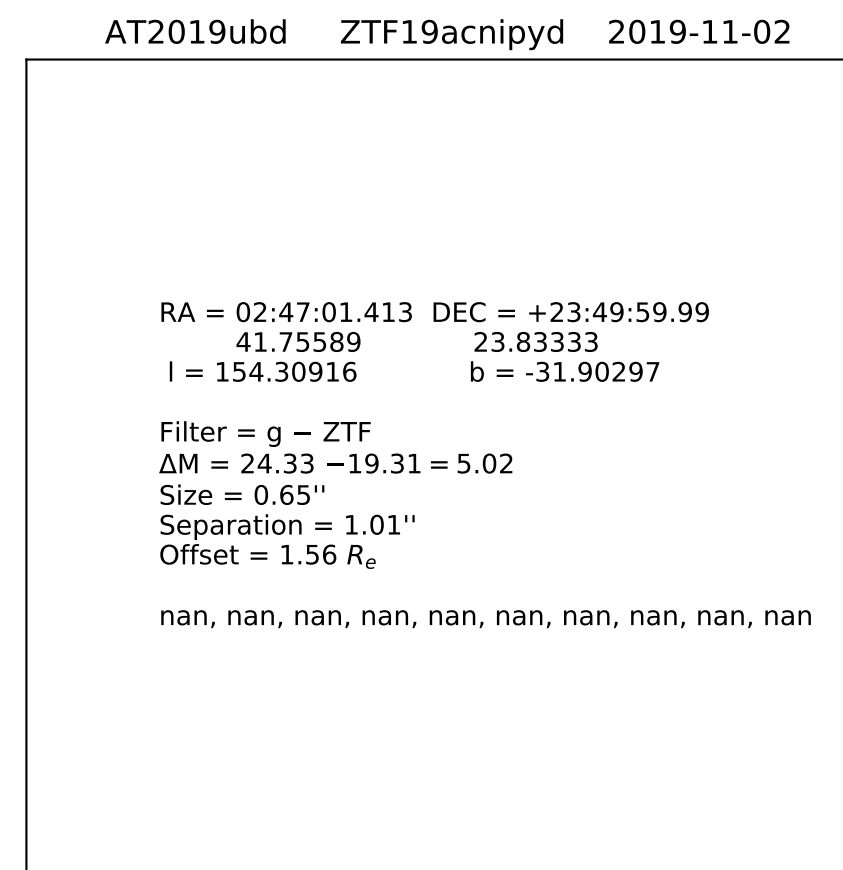 AT2019ubd ZTF19acnipyd 2019-11-02
RA = 02:47:01.413 DEC = +23:49:59.99
41.75589 23.83333
l = 154.30916 b = -31.90297
Filter = g − ZTF
ΔM = 24.33 −19.31 = 5.02
Size = 0.65''
Separation = 1.01''
Offset = 1.56 Rₑ
nan, nan, nan, nan, nan, nan, nan, nan, nan, nan